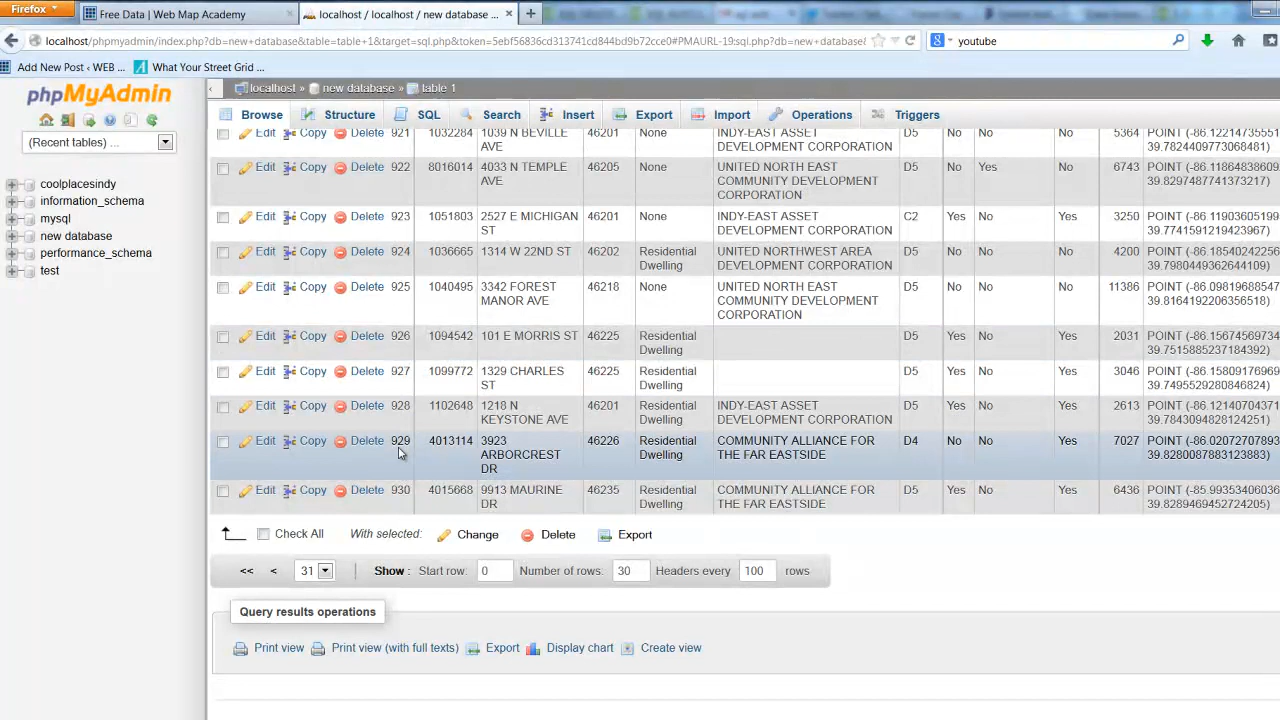 Firefox
Free Data | Web Map Academy
localhost / localhost / new database ...
localhost/phpmyadmin/index.php?db=new+database&table=table+1&target=sql.php&token=5ebf56836cd313741cd844bd9b72cce0#PMAURL-19:sql.php?db=new+database&
youtube
Add New Post ‹ WEB ...
What Your Street Grid ...
phpMyAdmin
(Recent tables) ...
coolplacesindy
information_schema
mysql
new database
performance_schema
test
localhost » new database » table 1
Browse Structure SQL Search Insert Export Import Operations Triggers
Edit Copy Delete 921 1032284 1039 N BEVILLE 46201 None INDY-EAST ASSET D5 No No No 5364 POINT (-86.12214735551
AVE DEVELOPMENT CORPORATION 39.7824409773068481)
Edit Copy Delete 922 8016014 4033 N TEMPLE 46205 None UNITED NORTH EAST D5 No Yes No 6743 POINT (-86.11864838609
AVE COMMUNITY DEVELOPMENT 39.8297487741373217)
CORPORATION
Edit Copy Delete 923 1051803 2527 E MICHIGAN 46201 None INDY-EAST ASSET C2 Yes No Yes 3250 POINT (-86.11903605199
ST DEVELOPMENT CORPORATION 39.7741591219423967)
Edit Copy Delete 924 1036665 1314 W 22ND ST 46202 Residential UNITED NORTHWEST AREA D5 No No No 4200 POINT (-86.18540242256
Dwelling DEVELOPMENT CORPORATION 39.7980449362644109)
Edit Copy Delete 925 1040495 3342 FOREST 46218 None UNITED NORTH EAST D5 No No No 11386 POINT (-86.09819688547
MANOR AVE COMMUNITY DEVELOPMENT 39.8164192206356518)
CORPORATION
Edit Copy Delete 926 1094542 101 E MORRIS ST 46225 Residential D5 Yes No Yes 2031 POINT (-86.15674569734
Dwelling 39.7515885237184392)
Edit Copy Delete 927 1099772 1329 CHARLES 46225 Residential D5 Yes No Yes 3046 POINT (-86.15809176969
ST Dwelling 39.7495529280846824)
Edit Copy Delete 928 1102648 1218 N 46201 Residential INDY-EAST ASSET D5 Yes No Yes 2613 POINT (-86.12140704371
KEYSTONE AVE Dwelling DEVELOPMENT CORPORATION 39.7843094828124251)
Edit Copy Delete 929 4013114 3923 46226 Residential COMMUNITY ALLIANCE FOR D4 No No Yes 7027 POINT (-86.02072707893
ARBORCREST Dwelling THE FAR EASTSIDE 39.8280087883123883)
DR
Edit Copy Delete 930 4015668 9913 MAURINE 46235 Residential COMMUNITY ALLIANCE FOR D5 Yes No Yes 6436 POINT (-85.99353406036
DR Dwelling THE FAR EASTSIDE 39.8289469452724205)
Check All With selected: Change Delete Export
<< < 31 Show : Start row: 0 Number of rows: 30 Headers every 100 rows
Query results operations
Print view Print view (with full texts) Export Display chart Create view